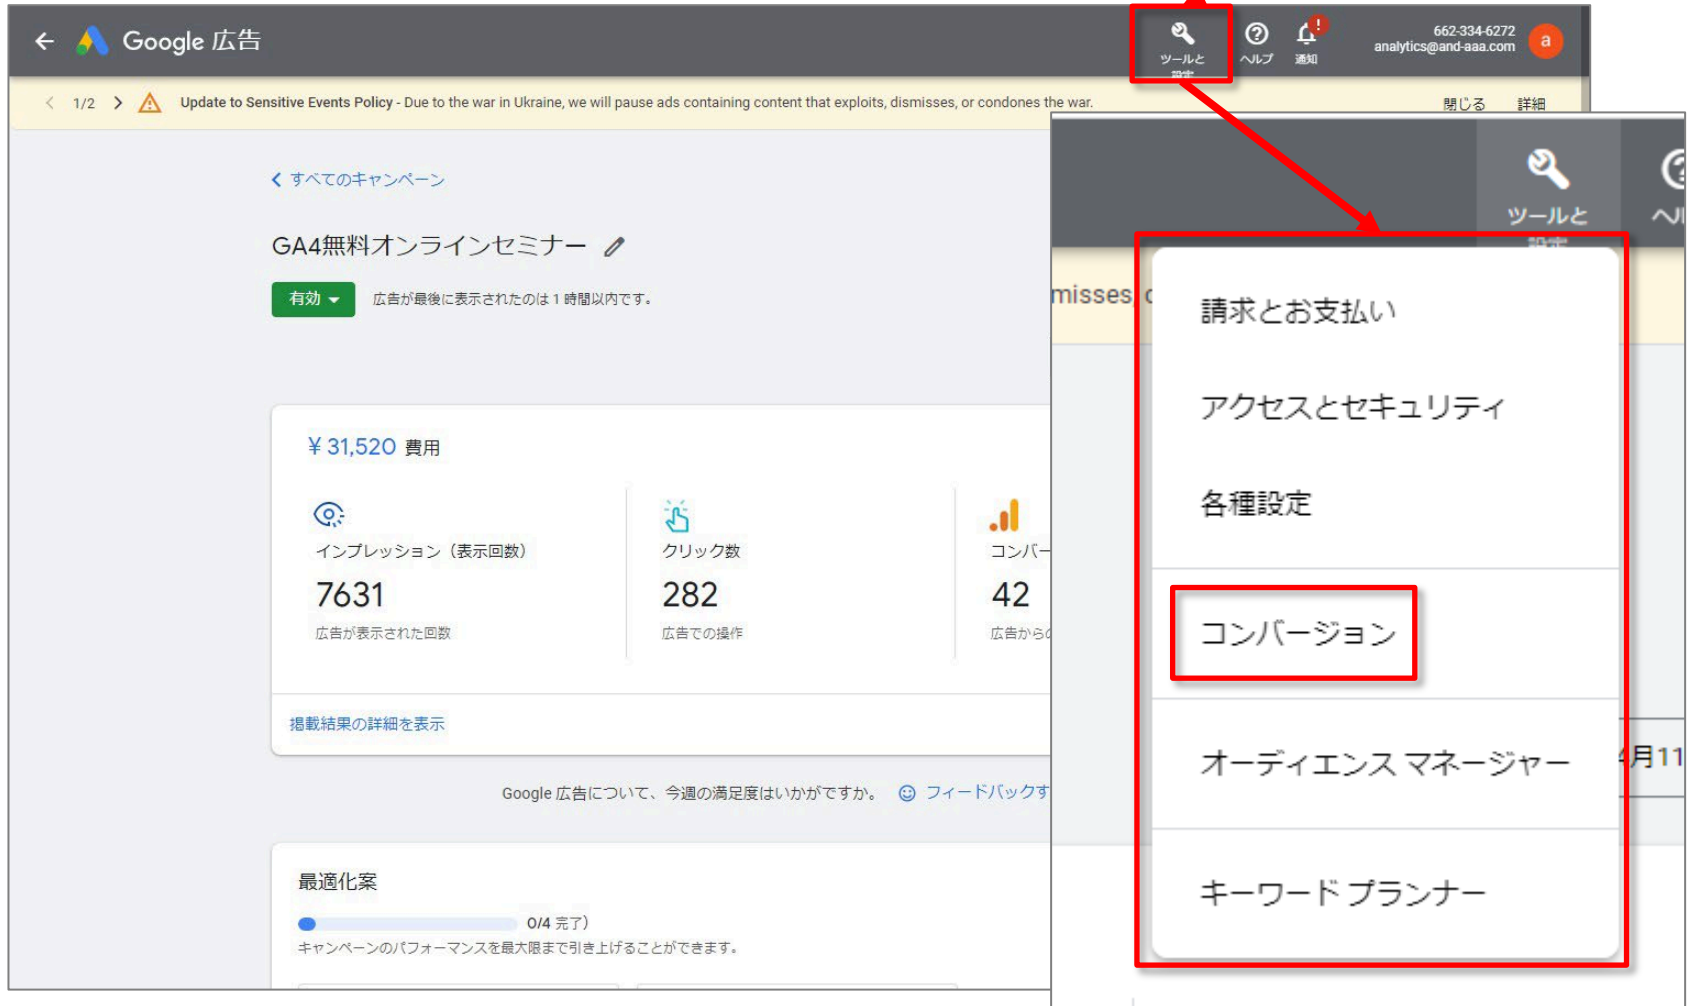 Google 広告
ツールと
設定
ヘルプ
通知
662-334-6272
analytics@and-aaa.com
a
1/2
Update to Sensitive Events Policy - Due to the war in Ukraine, we will pause ads containing content that exploits, dismisses, or condones the war.
閉じる
詳細
すべてのキャンペーン
GA4無料オンラインセミナー
有効
広告が最後に表示されたのは 1 時間以内です。
¥ 31,520 費用
インプレッション（表示回数）
7631
広告が表示された回数
クリック数
282
広告での操作
コンバー
42
広告から
掲載結果の詳細を表示
Google 広告について、今週の満足度はいかがですか。
フィードバックす
最適化案
0/4 完了)
キャンペーンのパフォーマンスを最大限まで引き上げることができます。
ツールと
設定
misses,
請求とお支払い
アクセスとセキュリティ
各種設定
コンバージョン
オーディエンス マネージャー
キーワード プランナー
月11